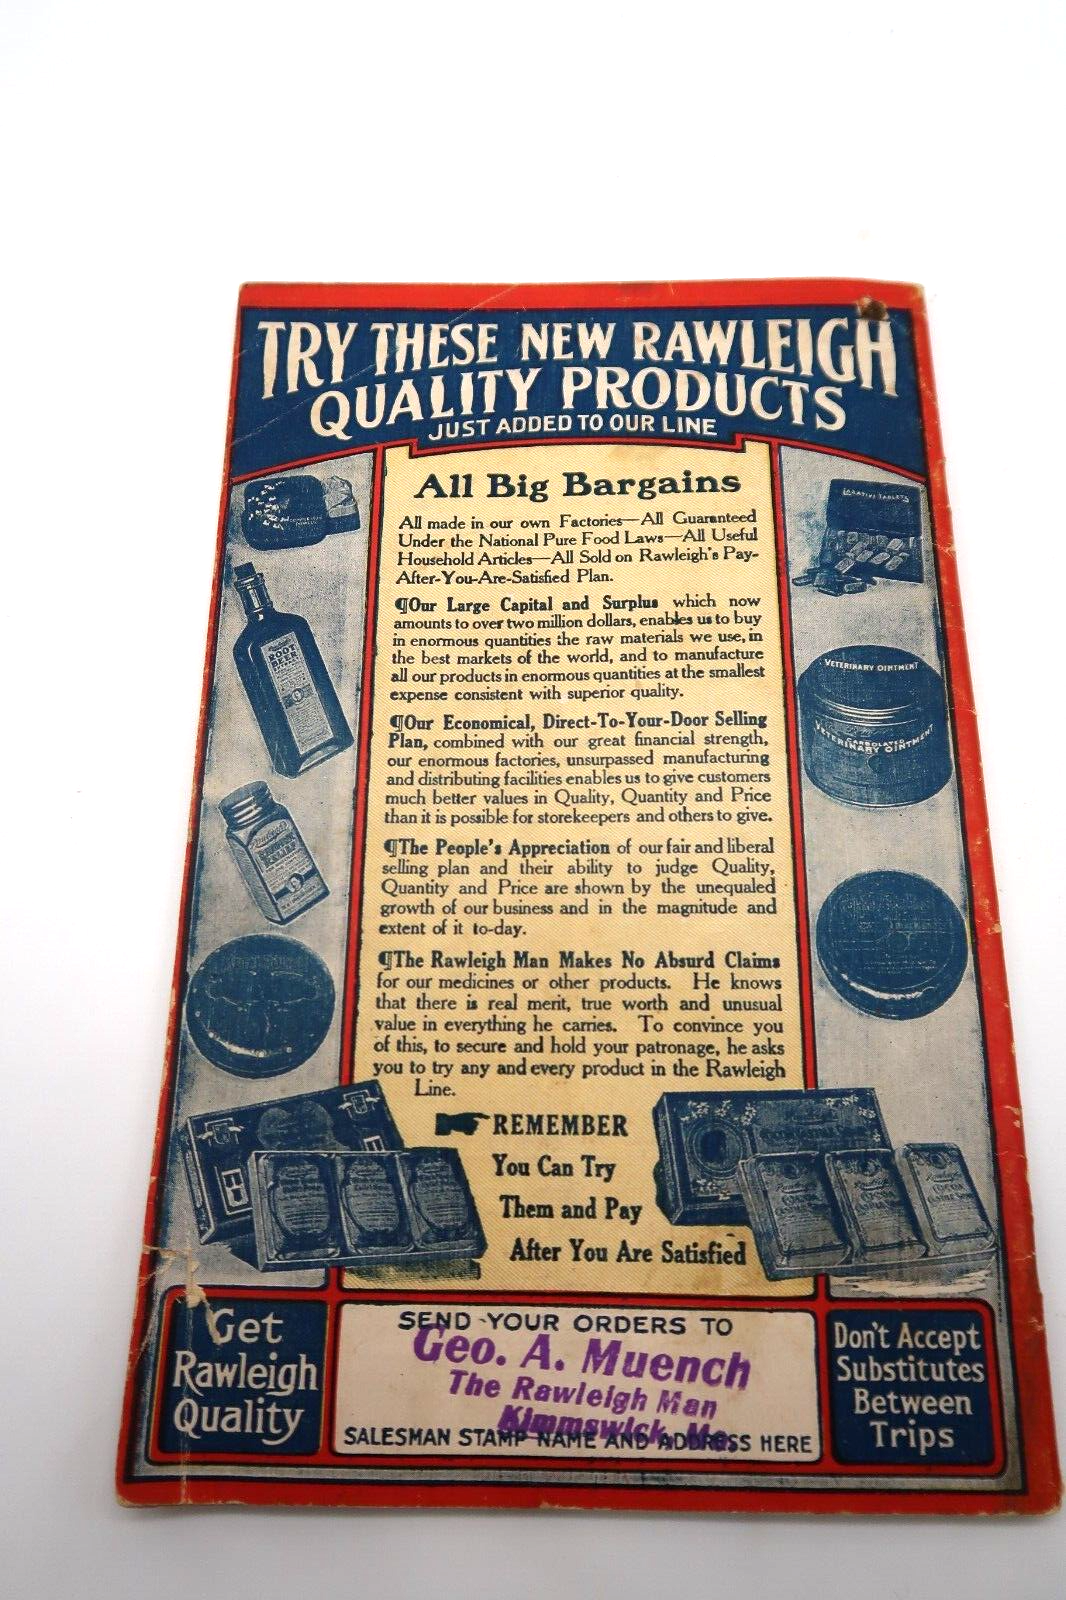 TRY THESE NEW RAWLEIGH
QUALITY PRODUCTS
JUST ADDED TO OUR LINE
All Big Bargains
All made in our own Factories—All Guaranteed
Under the National Pure Food Laws—All Useful
Household Articles—All Sold on Rawleigh's Pay-
After-You-Are-Satisfied Plan.
¶Our Large Capital and Surplus which now
amounts to over two million dollars, enables us to buy
in enormous quantities the raw materials we use, in
the best markets of the world, and to manufacture
all our products in enormous quantities at the smallest
expense consistent with superior quality.
¶Our Economical, Direct-To-Your-Door Selling
Plan, combined with our great financial strength,
our enormous factories, unsurpassed manufacturing
and distributing facilities enables us to give customers
much better values in Quality, Quantity and Price
than it is possible for storekeepers and others to give.
¶The People's Appreciation of our fair and liberal
selling plan and their ability to judge Quality,
Quantity and Price are shown by the unequaled
growth of our business and in the magnitude and
extent of it to-day.
¶The Rawleigh Man Makes No Absurd Claims
for our medicines or other products. He knows
that there is real merit, true worth and unusual
value in everything he carries. To convince you
of this, to secure and hold your patronage, he asks
you to try any and every product in the Rawleigh
Line.
REMEMBER
You Can Try
Them and Pay
After You Are Satisfied
ROOT
BEER
LAXATIVE TABLETS
VETERINARY OINTMENT
CARBOLATED
VETERINARY OINTMENT
Get
Rawleigh
Quality
SEND YOUR ORDERS TO
Geo. A. Muench
The Rawleigh Man
Kimmswick, Mo.
SALESMAN STAMP NAME AND ADDRESS HERE
Don't Accept
Substitutes
Between
Trips